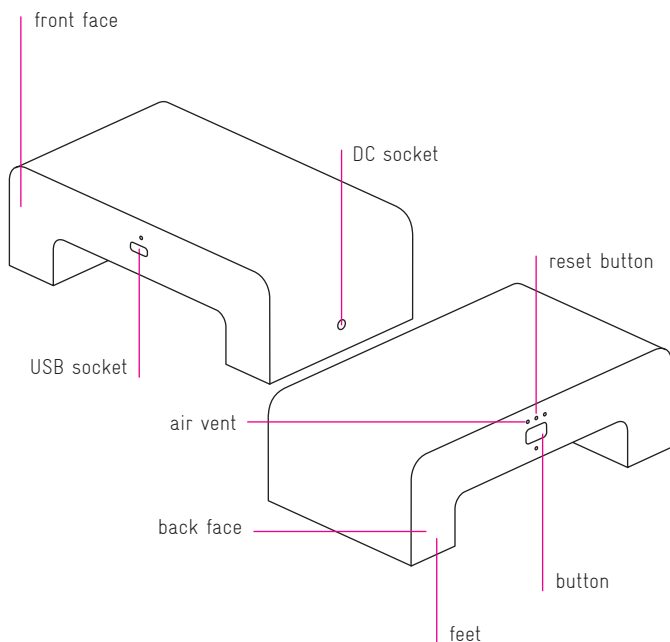 front face
DC socket
reset button
USB socket
air vent
back face
button
feet